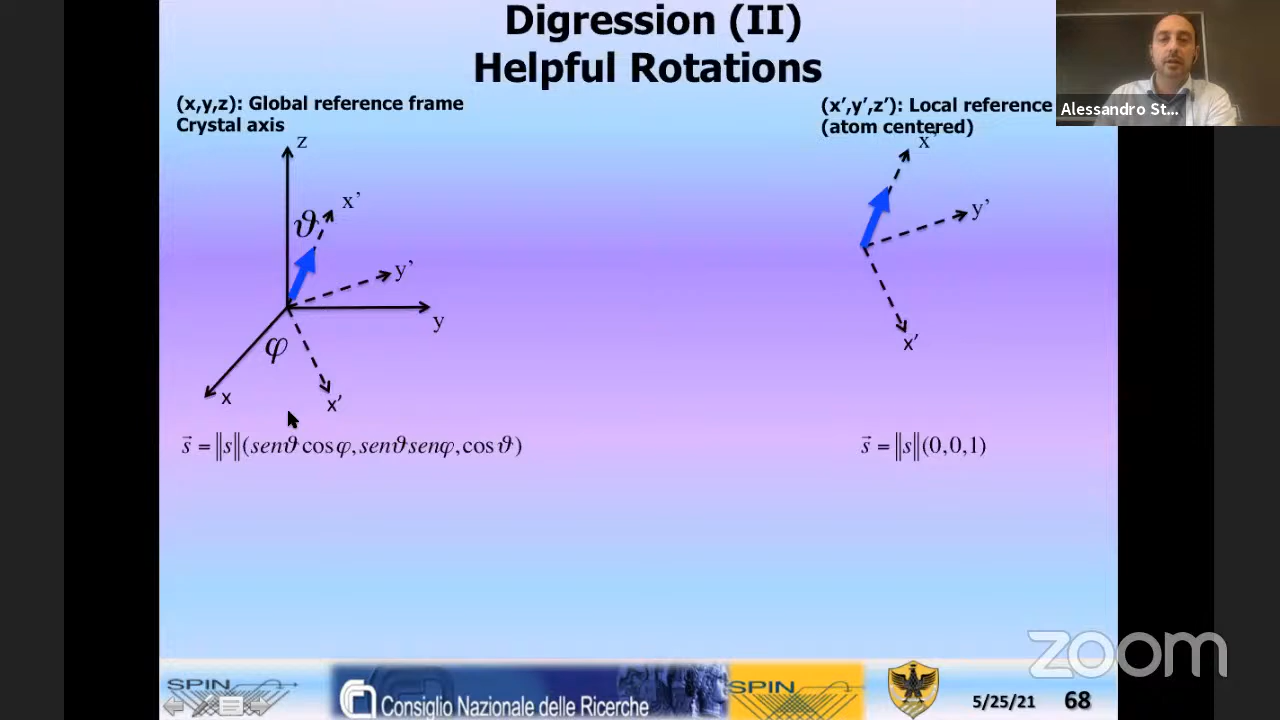 Digression (II)
Helpful Rotations
(x,y,z): Global reference frame
Crystal axis
(x’,y’,z’): Local reference
(atom centered)
Alessandro St...
z
x’
ϑ
y’
y
φ
x
x’
x’
y’
x’
s⃗ = ‖s‖(senϑ cosφ, senϑ senφ, cosϑ)
s⃗ = ‖s‖(0,0,1)
zoom
SPIN
Consiglio Nazionale delle Ricerche
SPIN
5/25/21 68